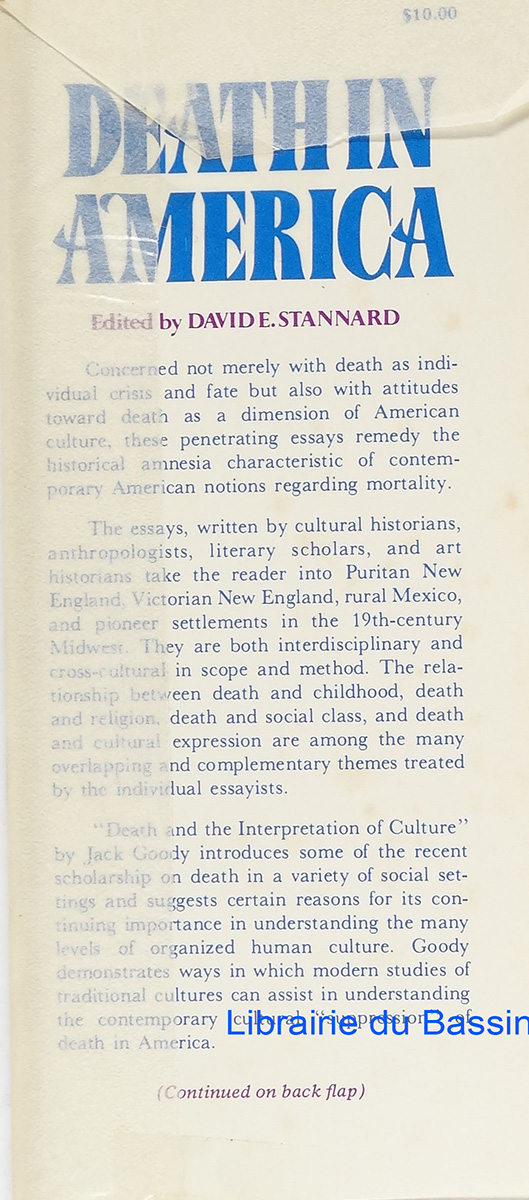 $10.00
DEATH IN
AMERICA
Edited by DAVID E. STANNARD
Concerned not merely with death as indi-
vidual crisis and fate but also with attitudes
toward death as a dimension of American
culture, these penetrating essays remedy the
historical amnesia characteristic of contem-
porary American notions regarding mortality.
The essays, written by cultural historians,
anthropologists, literary scholars, and art
historians take the reader into Puritan New
England, Victorian New England, rural Mexico,
and pioneer settlements in the 19th-century
Midwest. They are both interdisciplinary and
cross-cultural in scope and method. The rela-
tionship between death and childhood, death
and religion, death and social class, and death
and cultural expression are among the many
overlapping and complementary themes treated
by the individual essayists.
"Death and the Interpretation of Culture"
by Jack Goody introduces some of the recent
scholarship on death in a variety of social set-
tings and suggests certain reasons for its con-
tinuing importance in understanding the many
levels of organized human culture. Goody
demonstrates ways in which modern studies of
traditional cultures can assist in understanding
the contemporary cultural "suppression" of
death in America.
Librairie du Bassin
(Continued on back flap)